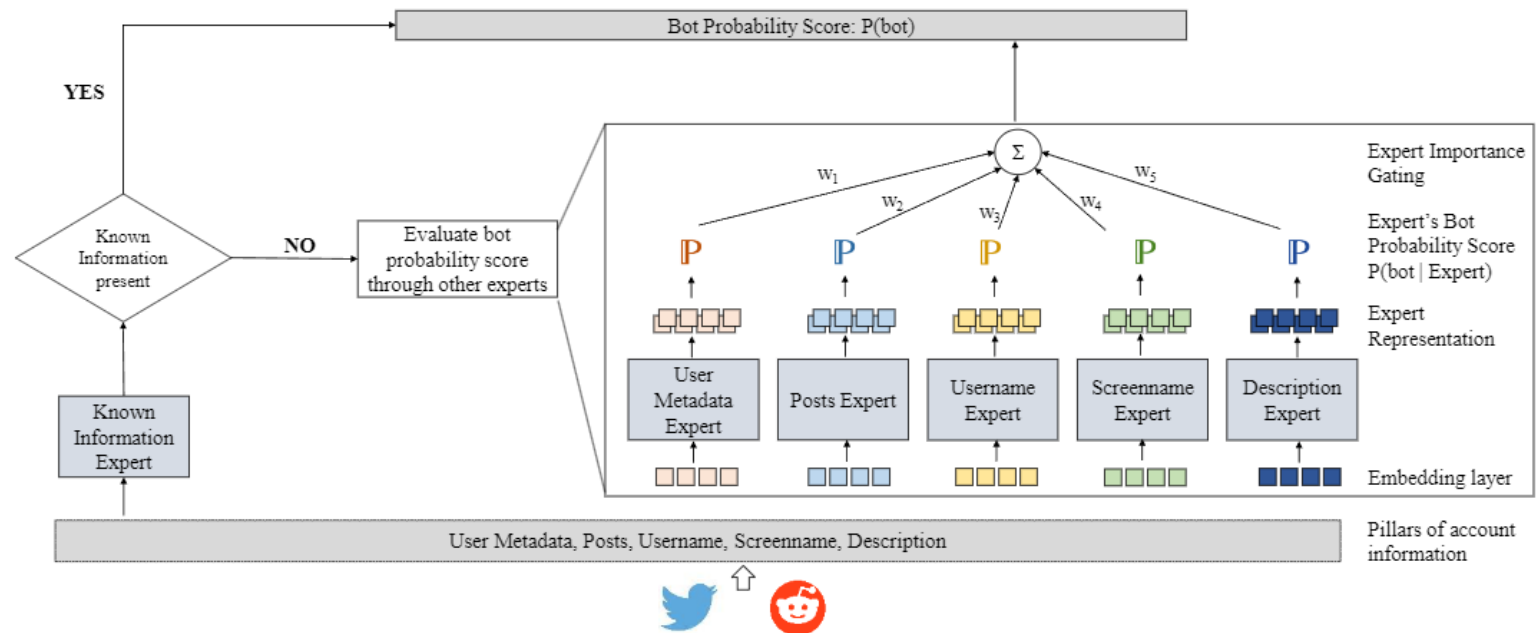 Bot Probability Score: P(bot)
YES
Σ
Expert Importance
Gating
w1
w2
w3
w4
w5
Known
Information
present
NO
Evaluate bot
probability score
through other experts
ℙ
ℙ
ℙ
ℙ
ℙ
Expert's Bot
Probability Score
P(bot | Expert)
Expert
Representation
User
Metadata
Expert
Posts Expert
Username
Expert
Screenname
Expert
Description
Expert
Known
Information
Expert
Embedding layer
User Metadata, Posts, Username, Screenname, Description
Pillars of account
information